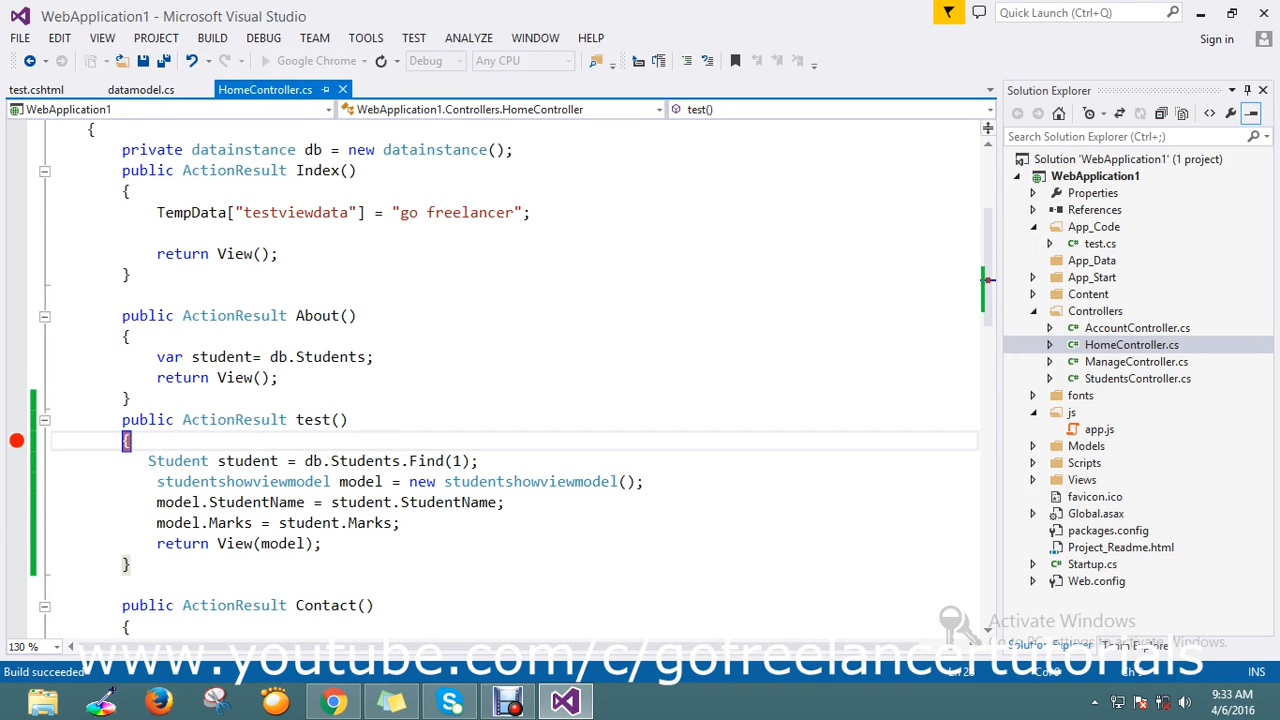 WebApplication1 - Microsoft Visual Studio
Quick Launch (Ctrl+Q)
FILE EDIT VIEW PROJECT BUILD DEBUG TEAM TOOLS TEST ANALYZE WINDOW HELP
Sign in
Google Chrome Debug Any CPU
test.cshtml datamodel.cs HomeController.cs
WebApplication1 WebApplication1.Controllers.HomeController test()
{
private datainstance db = new datainstance();
public ActionResult Index()
{
TempData["testviewdata"] = "go freelancer";
return View();
}
public ActionResult About()
{
var student= db.Students;
return View();
}
public ActionResult test()
{
Student student = db.Students.Find(1);
studentshowviewmodel model = new studentshowviewmodel();
model.StudentName = student.StudentName;
model.Marks = student.Marks;
return View(model);
}
public ActionResult Contact()
{
130 %
Solution Explorer
Search Solution Explorer (Ctrl+;)
Solution 'WebApplication1' (1 project)
WebApplication1
Properties
References
App_Code
test.cs
App_Data
App_Start
Content
Controllers
AccountController.cs
HomeController.cs
ManageController.cs
StudentsController.cs
fonts
js
app.js
Models
Scripts
Views
favicon.ico
Global.asax
packages.config
Project_Readme.html
Startup.cs
Web.config
Activate Windows
Go to PC settings to activate Windows.
www.youtube.com/c/gofreelancertutorials
Build succeeded
INS
9:33 AM
4/6/2016